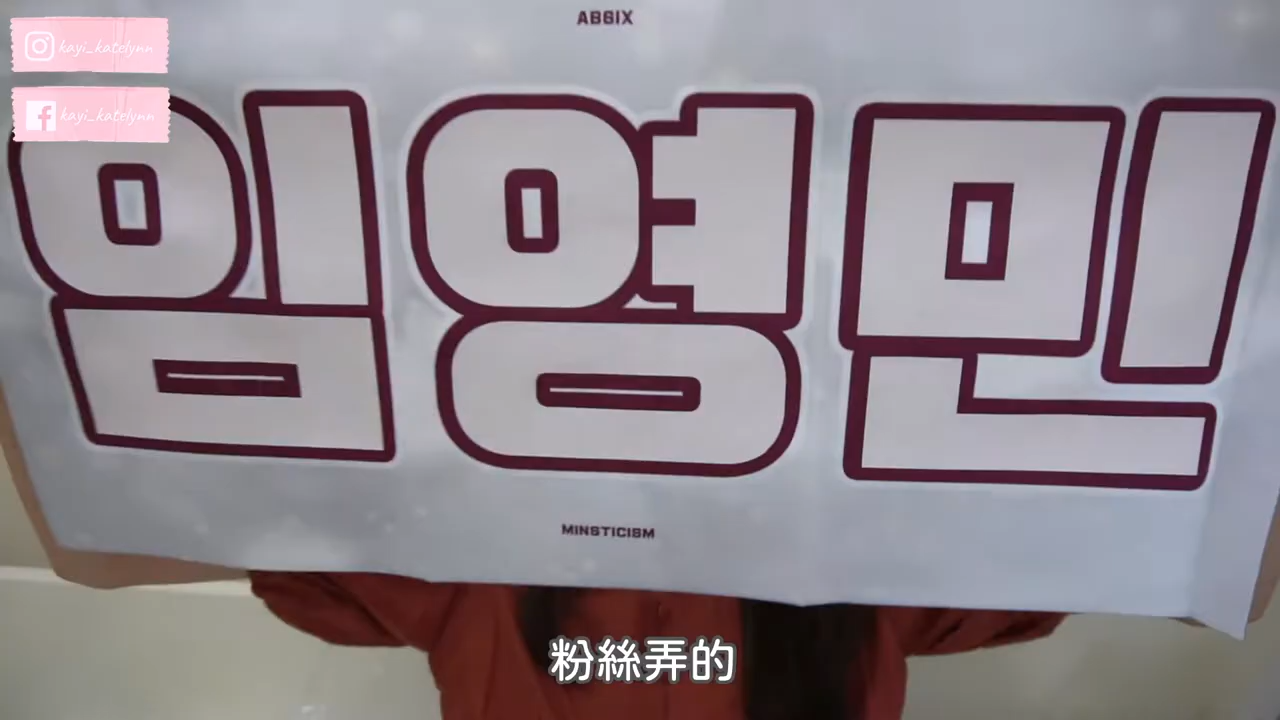 AB6IX
kayi_katelynn
kayi_katelynn
임영민
MINSTICISM
粉絲弄的